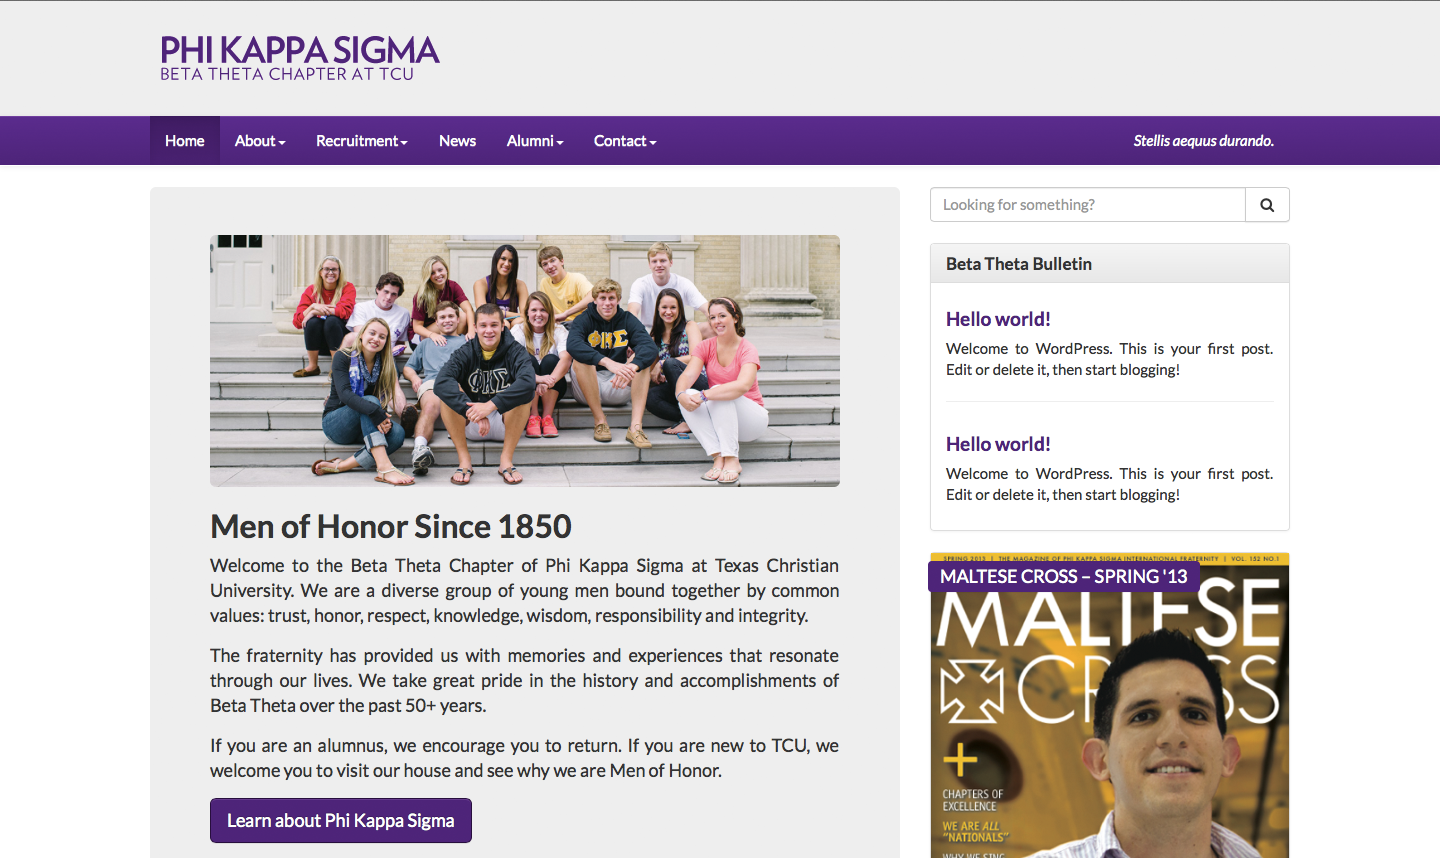 PHI KAPPA SIGMA
BETA THETA CHAPTER AT TCU
Home
About
Recruitment
News
Alumni
Contact
Stellis aequus durando.
Looking for something?
ΦΚΣ
ΦΚΣ
Men of Honor Since 1850
Welcome to the Beta Theta Chapter of Phi Kappa Sigma at Texas Christian
University. We are a diverse group of young men bound together by common
values: trust, honor, respect, knowledge, wisdom, responsibility and integrity.
The fraternity has provided us with memories and experiences that resonate
through our lives. We take great pride in the history and accomplishments of
Beta Theta over the past 50+ years.
If you are an alumnus, we encourage you to return. If you are new to TCU, we
welcome you to visit our house and see why we are Men of Honor.
Learn about Phi Kappa Sigma
Beta Theta Bulletin
Hello world!
Welcome to WordPress. This is your first post.
Edit or delete it, then start blogging!
Hello world!
Welcome to WordPress. This is your first post.
Edit or delete it, then start blogging!
SPRING 2013 | THE MAGAZINE OF PHI KAPPA SIGMA INTERNATIONAL FRATERNITY | VOL. 152 NO.1
MALTESE CROSS – SPRING '13
MALTESE
CROSS
+
CHAPTERS OF
EXCELLENCE
WE ARE ALL
"NATIONALS"
WHY WE SING